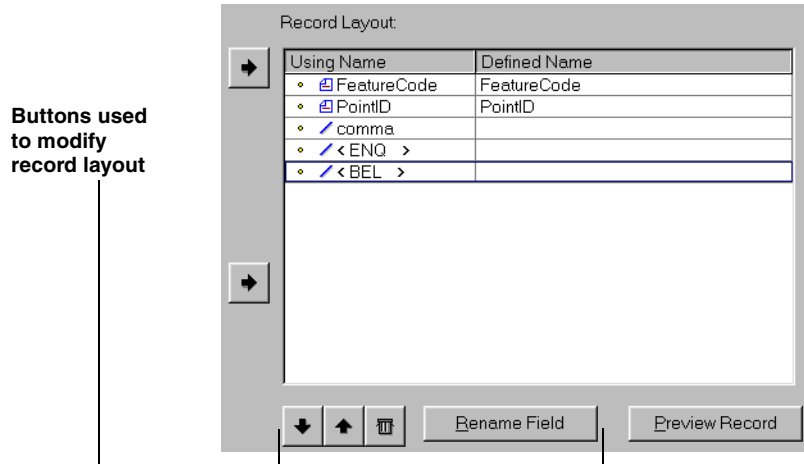 Record Layout:
Using Name Defined Name
FeatureCode FeatureCode
PointID PointID
comma
< ENQ >
< BEL >
Buttons used
to modify
record layout
Rename Field Preview Record